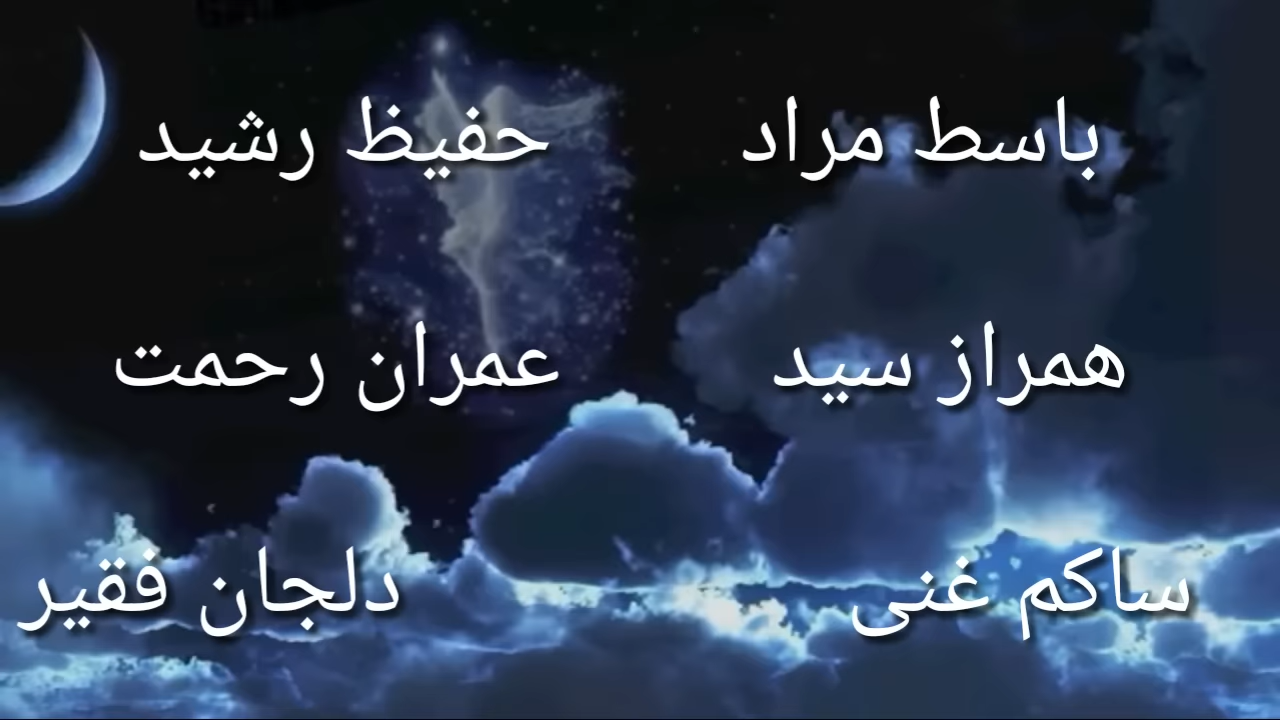 باسط مراد
حفیظ رشید
همراز سید
عمران رحمت
ساکم غنی
دلجان فقیر